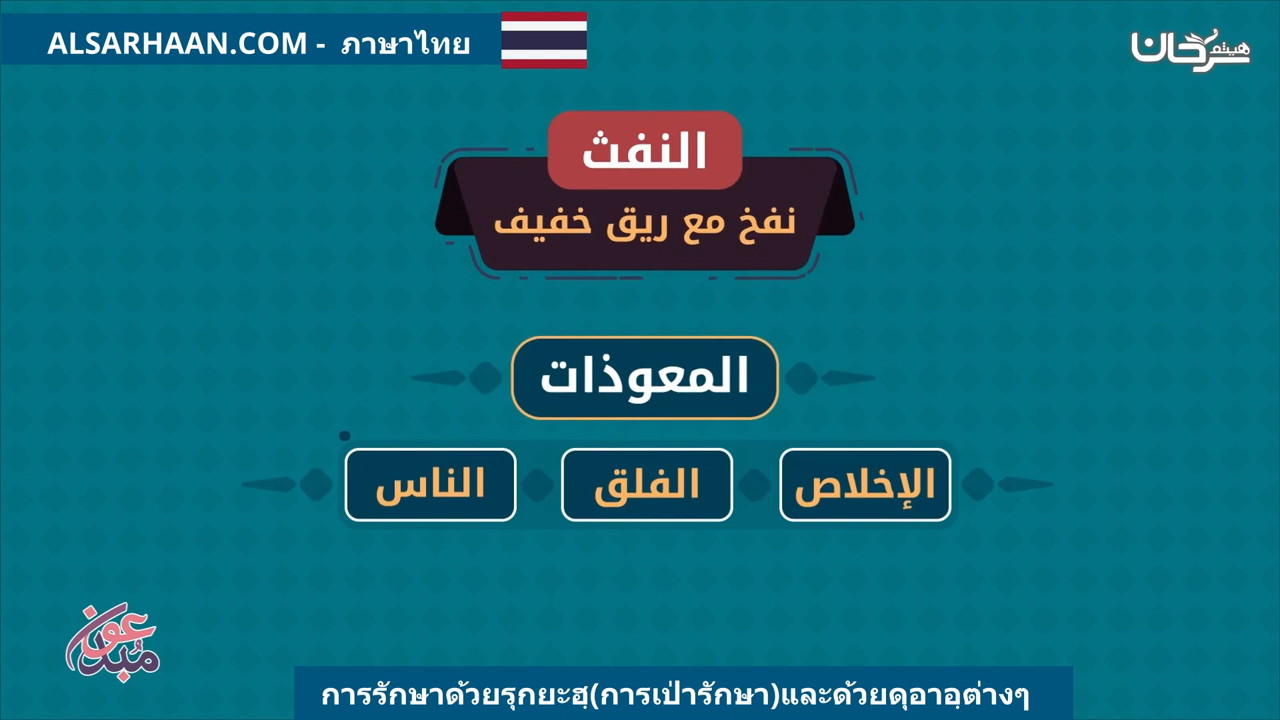 ALSARHAAN.COM - ภาษาไทย
هيثم سرحان
النفث
نفخ مع ريق خفيف
المعوذات
الإخلاص الفلق الناس
การรักษาด้วยรุกยะฮฺ(การเป่ารักษา)และด้วยดุอาอฺต่างๆ